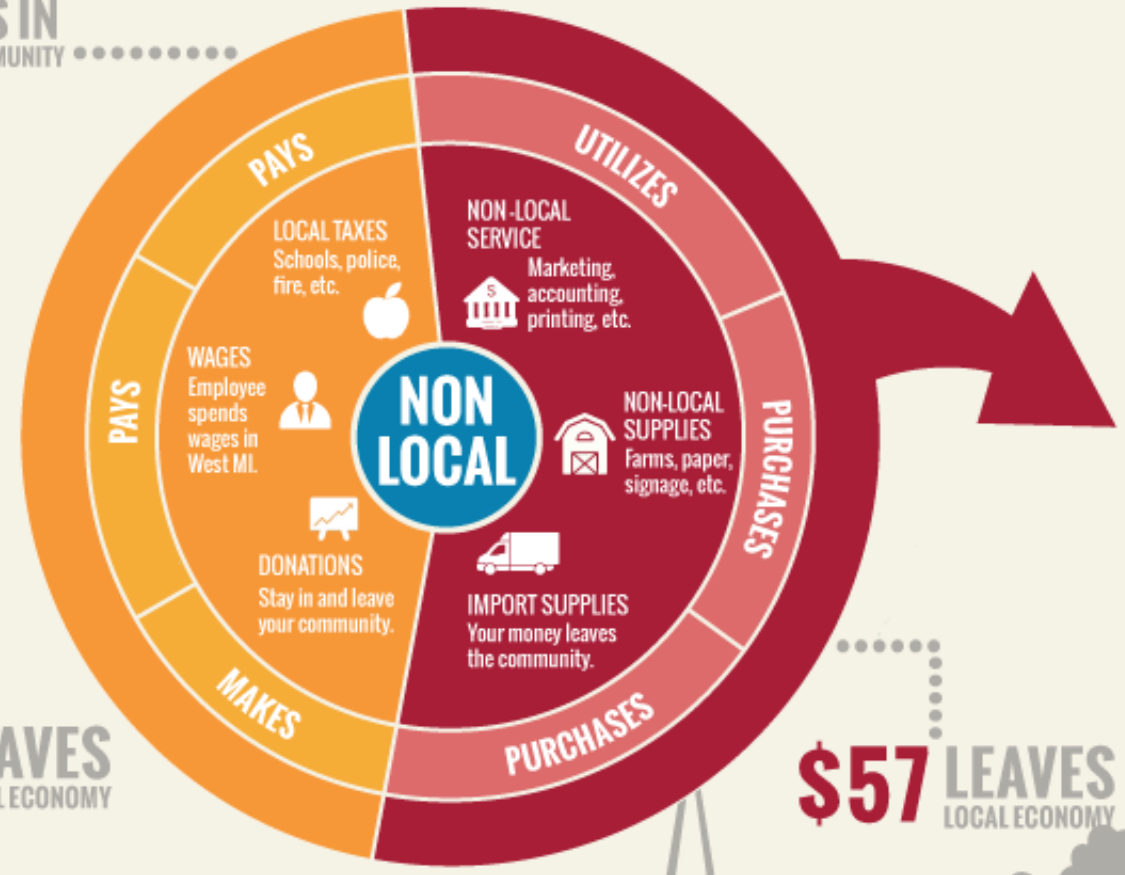 S IN
MUNITY
PAYS
LOCAL TAXES
Schools, police,
fire, etc.
PAYS
WAGES
Employee
spends
wages in
West MI.
MAKES
DONATIONS
Stay in and leave
your community.
NON
LOCAL
UTILIZES
NON-LOCAL
SERVICE
$
Marketing,
accounting,
printing, etc.
PURCHASES
NON-LOCAL
SUPPLIES
Farms, paper,
signage, etc.
PURCHASES
IMPORT SUPPLIES
Your money leaves
the community.
AVES
L ECONOMY
$57 LEAVES
LOCAL ECONOMY